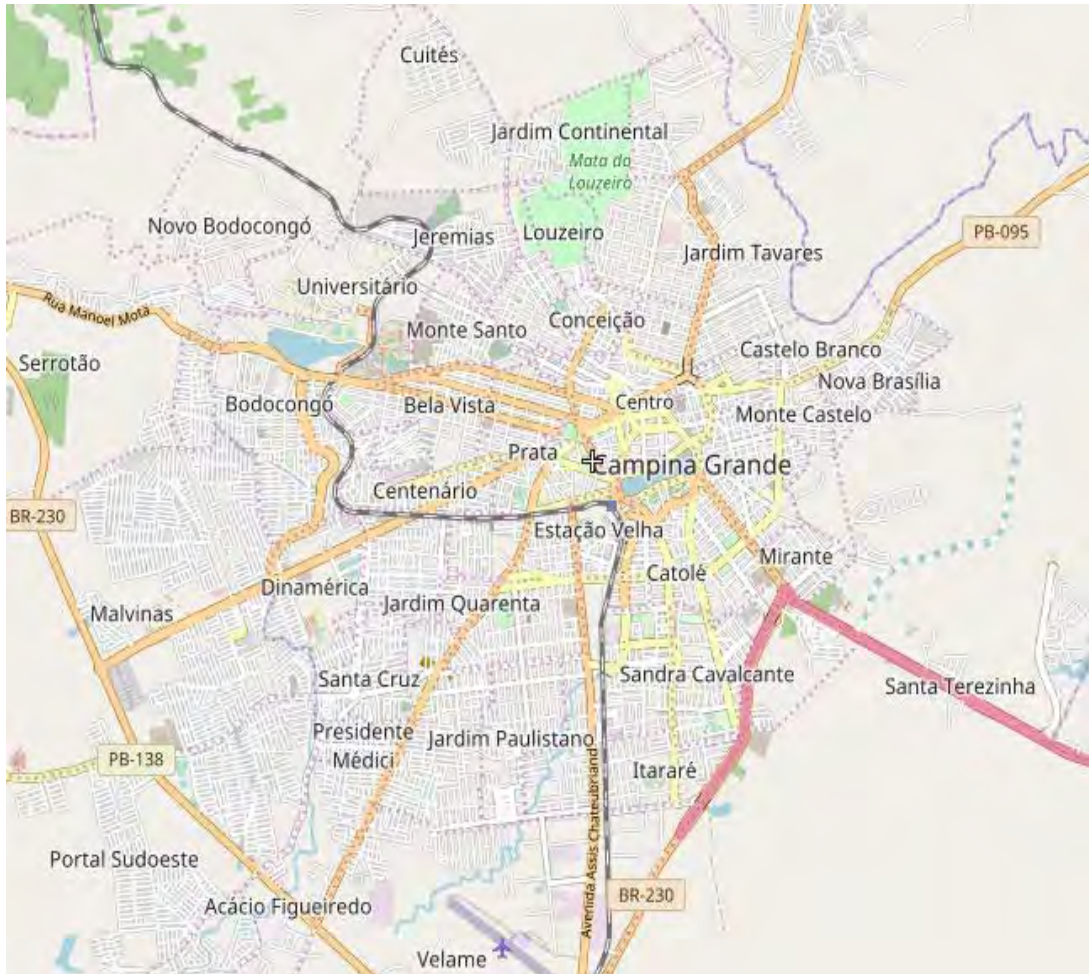 Cuités
Jardim Continental
Mata do
Louzeiro
Novo Bodocongó
Jeremias
Louzeiro
PB-095
Jardim Tavares
Universitário
Rua Manoel Mota
Monte Santo
Conceição
Serrotão
Castelo Branco
Nova Brasília
Bodocongó
Bela Vista
Centro
Monte Castelo
Prata
Campina Grande
Centenário
BR-230
Estação Velha
Mirante
Catolé
Dinamérica
Malvinas
Jardim Quarenta
Santa Cruz
Sandra Cavalcante
Santa Terezinha
Presidente
Médici
Jardim Paulistano
PB-138
Itararé
Avenida Assis Chateubriand
Portal Sudoeste
BR-230
Acácio Figueiredo
Velame